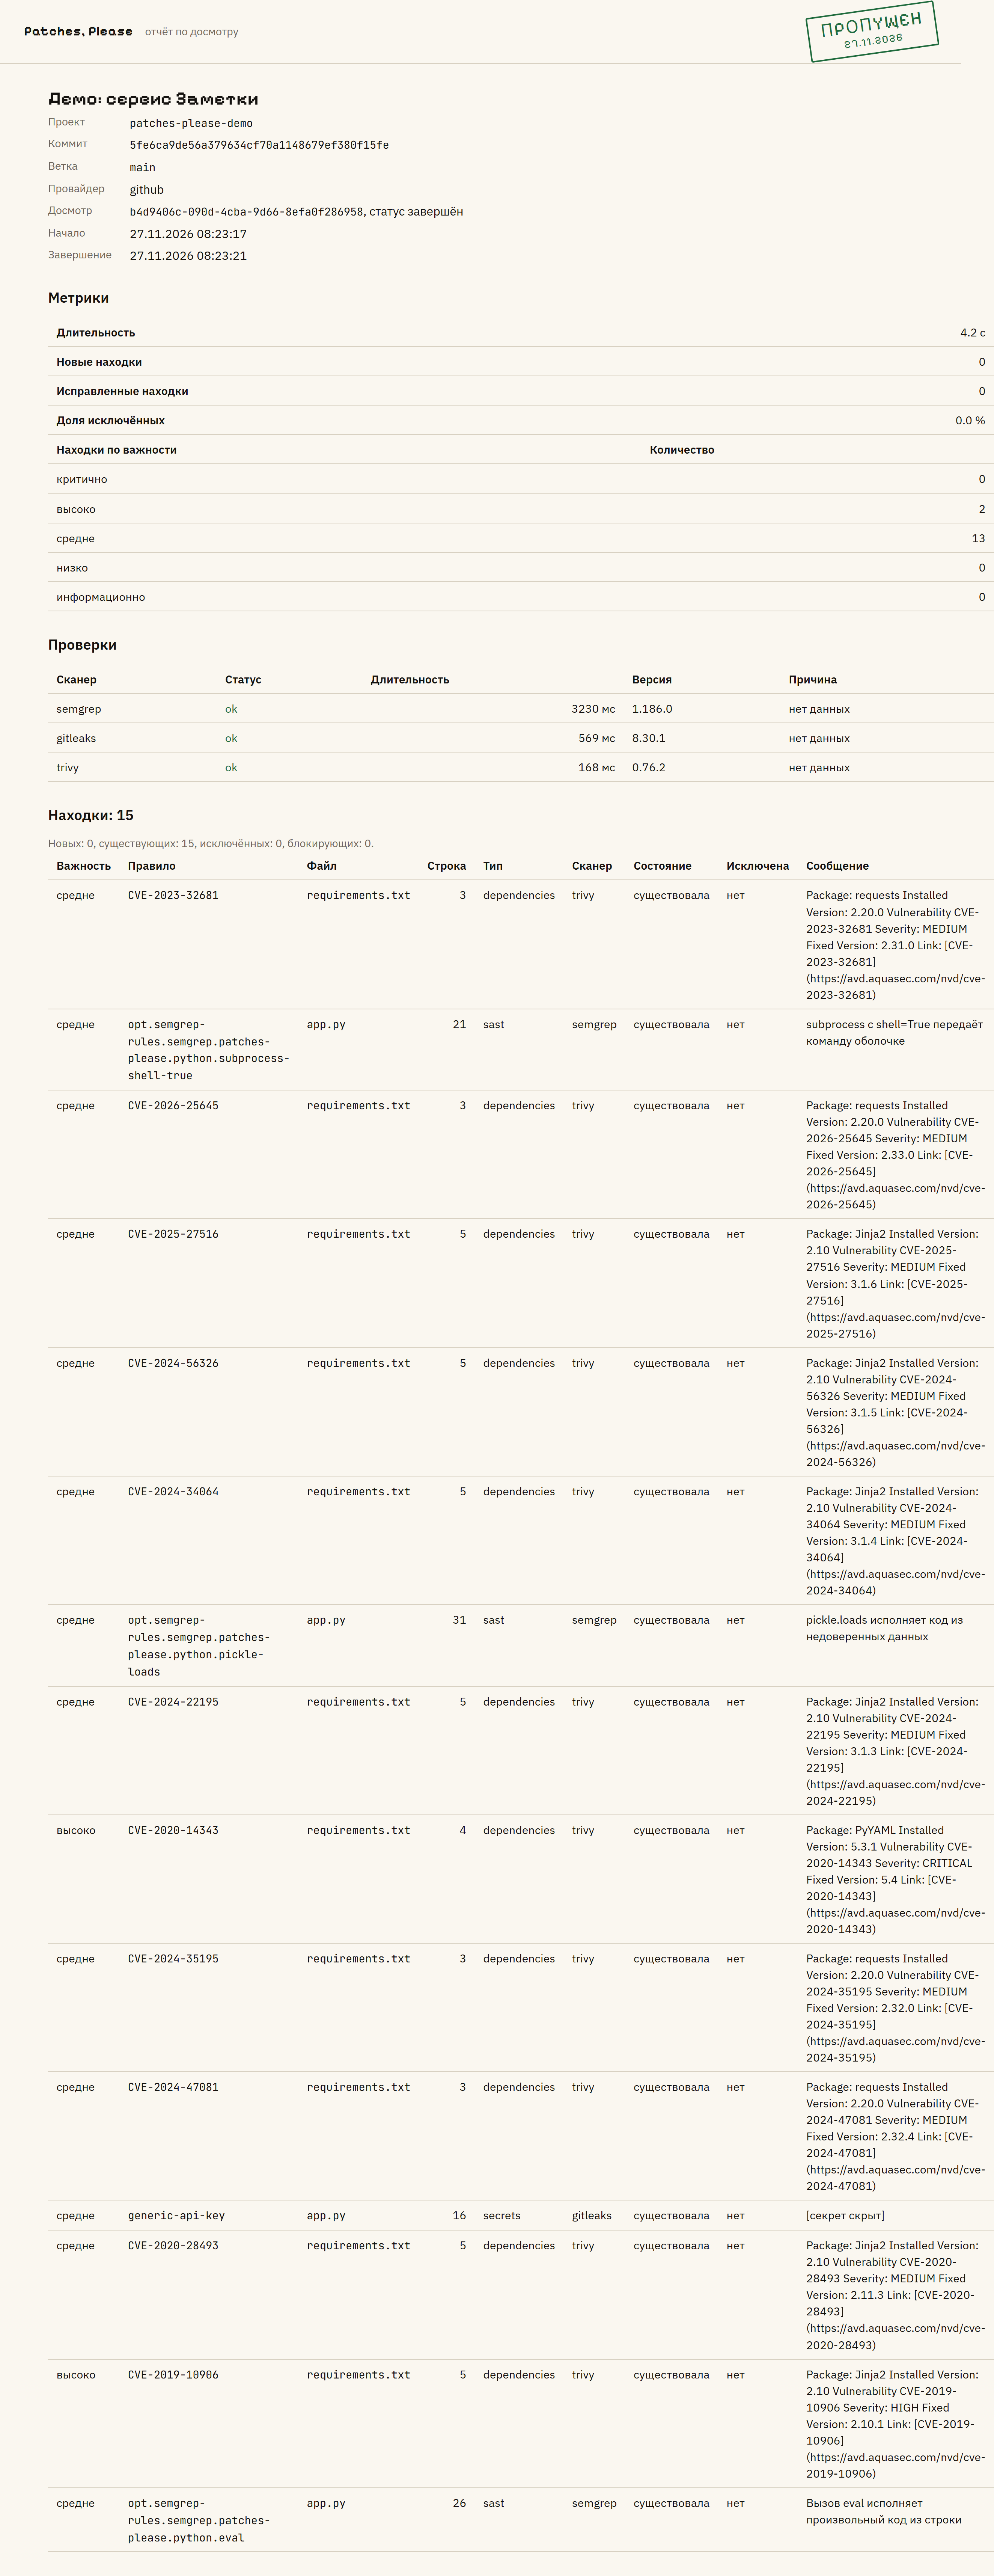 Patches, Please отчёт по досмотру
ПРОПУЩЕН
27.11.2026
Демо: сервис Заметки
Проект patches-please-demo
Коммит 5fe6ca9de56a379634cf70a1148679ef380f15fe
Ветка main
Провайдер github
Досмотр b4d9406c-090d-4cba-9d66-8efa0f286958, статус завершён
Начало 27.11.2026 08:23:17
Завершение 27.11.2026 08:23:21
Метрики
Длительность 4.2 с
Новые находки 0
Исправленные находки 0
Доля исключённых 0.0 %
Находки по важности Количество
критично 0
высоко 2
средне 13
низко 0
информационно 0
Проверки
Сканер Статус Длительность Версия Причина
semgrep ok 3230 мс 1.186.0 нет данных
gitleaks ok 569 мс 8.30.1 нет данных
trivy ok 168 мс 0.76.2 нет данных
Находки: 15
Новых: 0, существующих: 15, исключённых: 0, блокирующих: 0.
Важность Правило Файл Строка Тип Сканер Состояние Исключена Сообщение
средне CVE-2023-32681 requirements.txt 3 dependencies trivy существовала нет Package: requests Installed
Version: 2.20.0 Vulnerability CVE-
2023-32681 Severity: MEDIUM
Fixed Version: 2.31.0 Link: [CVE-
2023-32681]
(https://avd.aquasec.com/nvd/cve-
2023-32681)
средне opt.semgrep- app.py 21 sast semgrep существовала нет subprocess с shell=True передаёт
rules.semgrep.patches- команду оболочке
please.python.subprocess-
shell-true
средне CVE-2026-25645 requirements.txt 3 dependencies trivy существовала нет Package: requests Installed
Version: 2.20.0 Vulnerability CVE-
2026-25645 Severity: MEDIUM
Fixed Version: 2.33.0 Link: [CVE-
2026-25645]
(https://avd.aquasec.com/nvd/cve-
2026-25645)
средне CVE-2025-27516 requirements.txt 5 dependencies trivy существовала нет Package: Jinja2 Installed Version:
2.10 Vulnerability CVE-2025-
27516 Severity: MEDIUM Fixed
Version: 3.1.6 Link: [CVE-2025-
27516]
(https://avd.aquasec.com/nvd/cve-
2025-27516)
средне CVE-2024-56326 requirements.txt 5 dependencies trivy существовала нет Package: Jinja2 Installed Version:
2.10 Vulnerability CVE-2024-
56326 Severity: MEDIUM Fixed
Version: 3.1.5 Link: [CVE-2024-
56326]
(https://avd.aquasec.com/nvd/cve-
2024-56326)
средне CVE-2024-34064 requirements.txt 5 dependencies trivy существовала нет Package: Jinja2 Installed Version:
2.10 Vulnerability CVE-2024-
34064 Severity: MEDIUM Fixed
Version: 3.1.4 Link: [CVE-2024-
34064]
(https://avd.aquasec.com/nvd/cve-
2024-34064)
средне opt.semgrep- app.py 31 sast semgrep существовала нет pickle.loads исполняет код из
rules.semgrep.patches- недоверенных данных
please.python.pickle-
loads
средне CVE-2024-22195 requirements.txt 5 dependencies trivy существовала нет Package: Jinja2 Installed Version:
2.10 Vulnerability CVE-2024-
22195 Severity: MEDIUM Fixed
Version: 3.1.3 Link: [CVE-2024-
22195]
(https://avd.aquasec.com/nvd/cve-
2024-22195)
высоко CVE-2020-14343 requirements.txt 4 dependencies trivy существовала нет Package: PyYAML Installed
Version: 5.3.1 Vulnerability CVE-
2020-14343 Severity: CRITICAL
Fixed Version: 5.4 Link: [CVE-
2020-14343]
(https://avd.aquasec.com/nvd/cve-
2020-14343)
средне CVE-2024-35195 requirements.txt 3 dependencies trivy существовала нет Package: requests Installed
Version: 2.20.0 Vulnerability CVE-
2024-35195 Severity: MEDIUM
Fixed Version: 2.32.0 Link: [CVE-
2024-35195]
(https://avd.aquasec.com/nvd/cve-
2024-35195)
средне CVE-2024-47081 requirements.txt 3 dependencies trivy существовала нет Package: requests Installed
Version: 2.20.0 Vulnerability CVE-
2024-47081 Severity: MEDIUM
Fixed Version: 2.32.4 Link: [CVE-
2024-47081]
(https://avd.aquasec.com/nvd/cve-
2024-47081)
средне generic-api-key app.py 16 secrets gitleaks существовала нет [секрет скрыт]
средне CVE-2020-28493 requirements.txt 5 dependencies trivy существовала нет Package: Jinja2 Installed Version:
2.10 Vulnerability CVE-2020-
28493 Severity: MEDIUM Fixed
Version: 2.11.3 Link: [CVE-2020-
28493]
(https://avd.aquasec.com/nvd/cve-
2020-28493)
высоко CVE-2019-10906 requirements.txt 5 dependencies trivy существовала нет Package: Jinja2 Installed Version:
2.10 Vulnerability CVE-2019-
10906 Severity: HIGH Fixed
Version: 2.10.1 Link: [CVE-2019-
10906]
(https://avd.aquasec.com/nvd/cve-
2019-10906)
средне opt.semgrep- app.py 26 sast semgrep существовала нет Вызов eval исполняет
rules.semgrep.patches- произвольный код из строки
please.python.eval